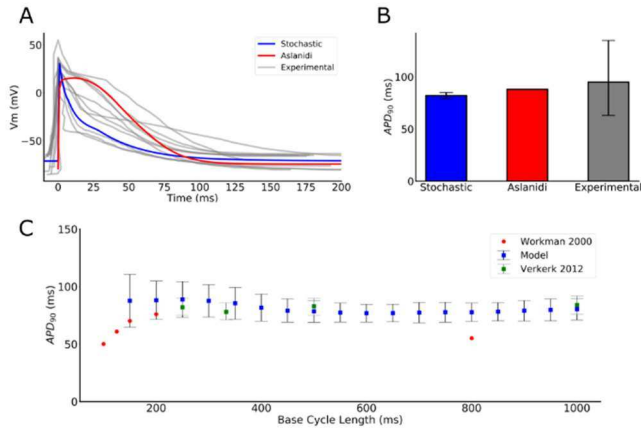 A
50
0
−50
Vm (mV)
Stochastic
Aslanidi
Experimental
0 25 50 75 100 125 150 175 200
Time (ms)
B
100
50
0
APD90 (ms)
Stochastic Aslanidi Experimental
C
150
100
50
0
APD90 (ms)
Workman 2000
Model
Verkerk 2012
200 400 600 800 1000
Base Cycle Length (ms)